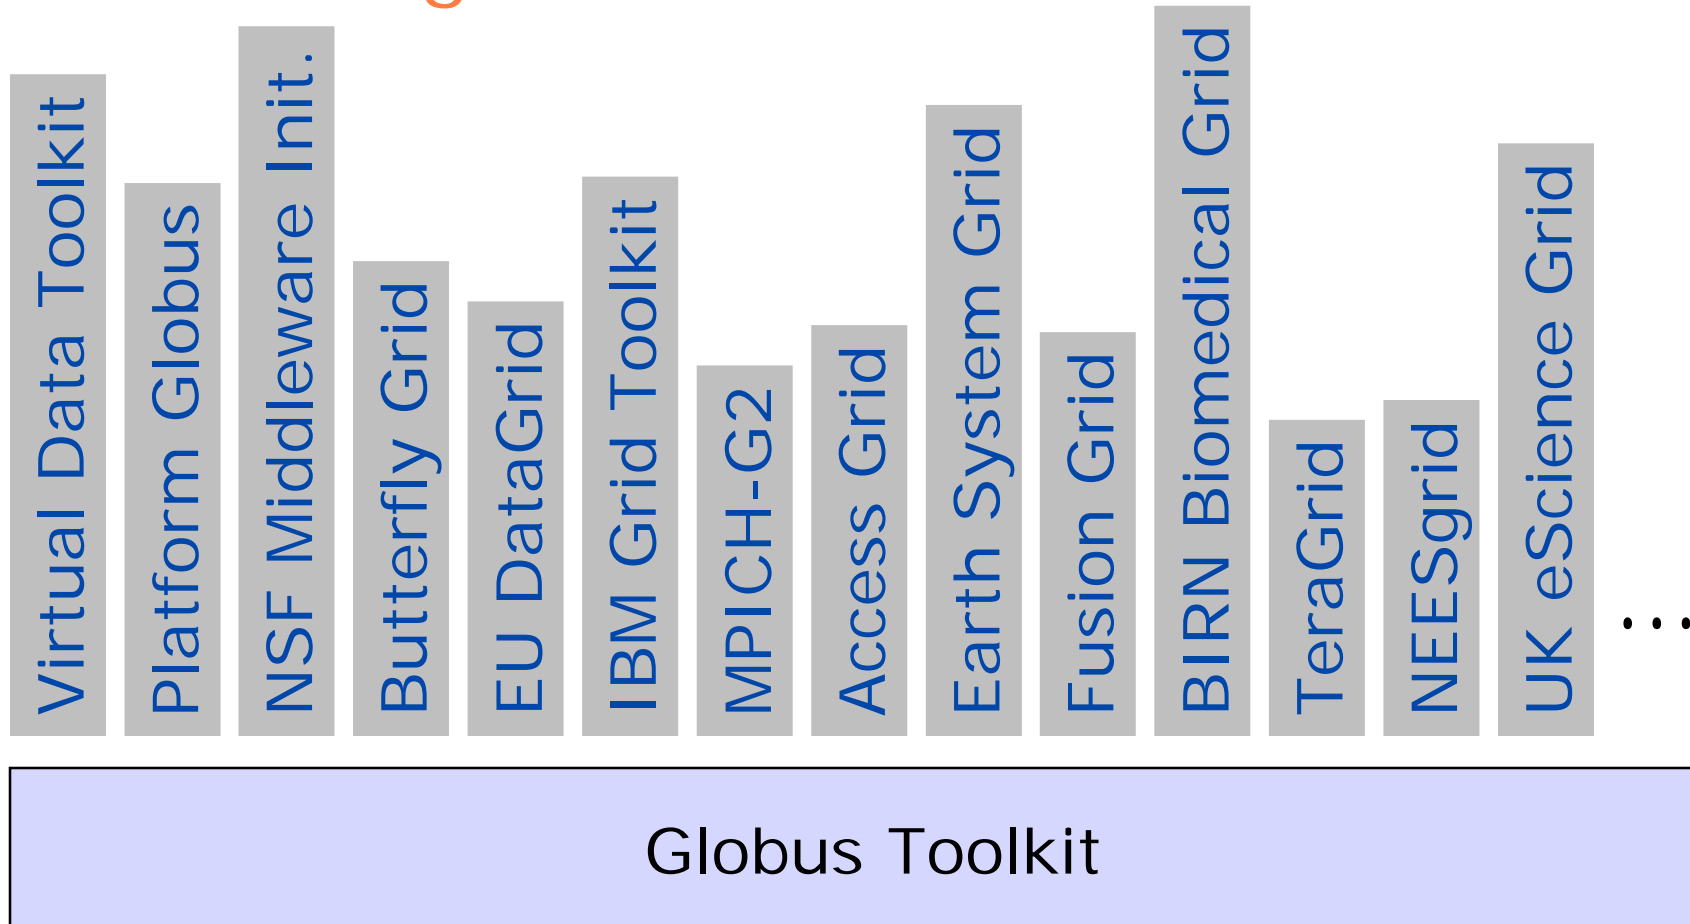 Virtual Data Toolkit
Platform Globus
NSF Middleware Init.
Butterfly Grid
EU DataGrid
IBM Grid Toolkit
MPICH-G2
Access Grid
Earth System Grid
Fusion Grid
BIRN Biomedical Grid
TeraGrid
NEESgrid
UK eScience Grid
...
Globus Toolkit